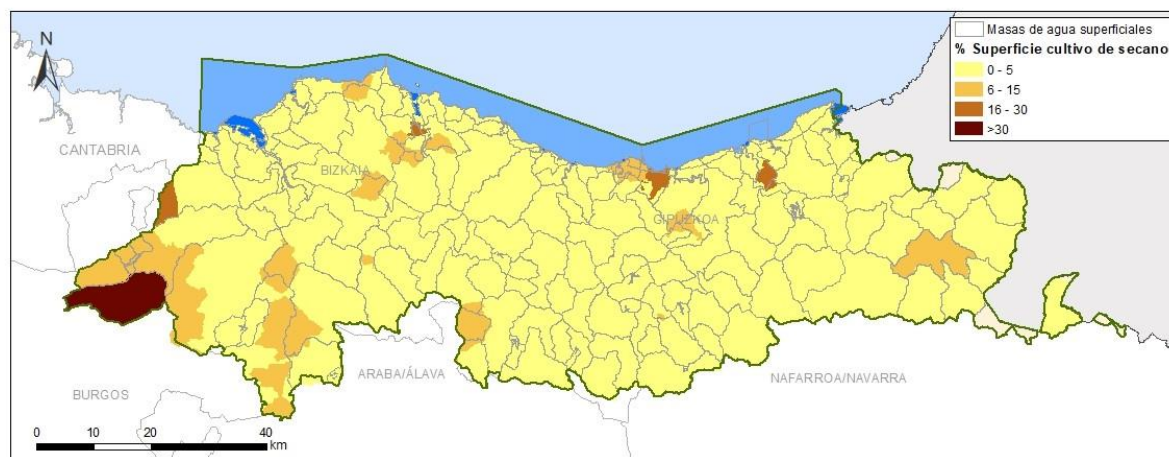 N
Masas de agua superficiales
% Superficie cultivo de secano
0 - 5
6 - 15
16 - 30
>30
CANTABRIA
BIZKAIA
GIPUZKOA
BURGOS
ARABA/ÁLAVA
NAFARROA/NAVARRA
0 10 20 40
km